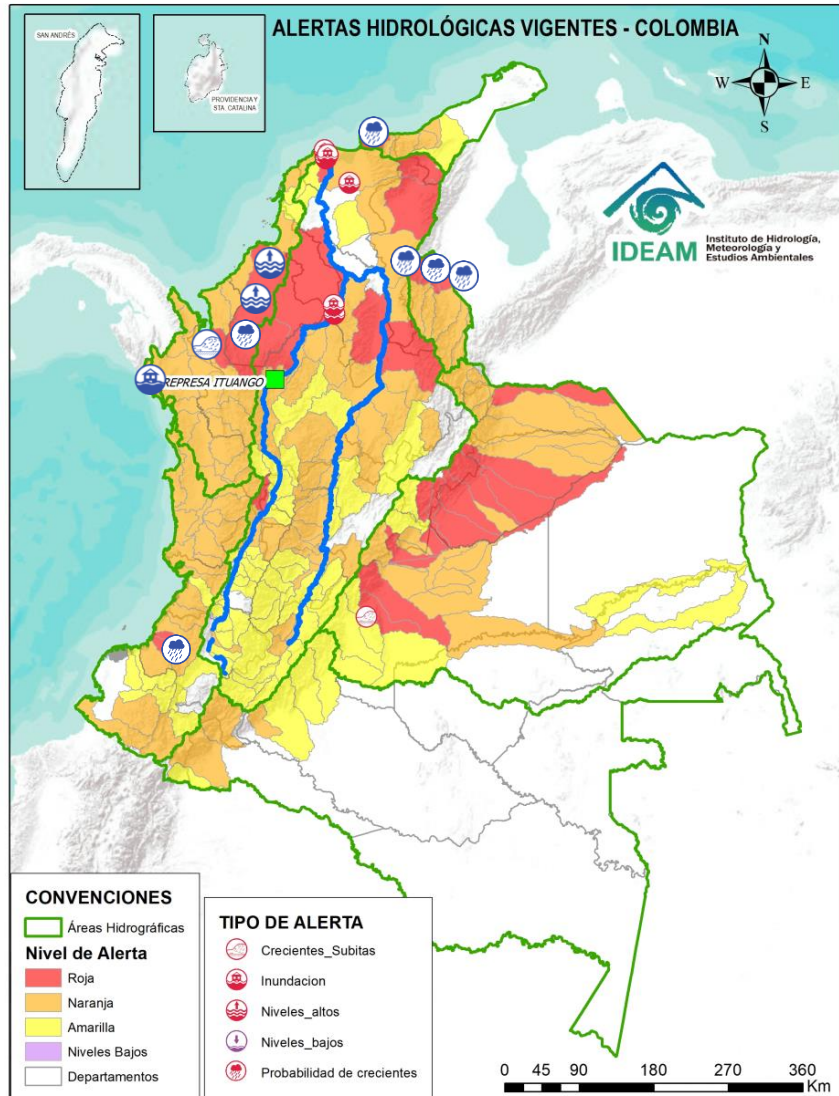 ALERTAS HIDROLÓGICAS VIGENTES - COLOMBIA
SAN ANDRÉS
PROVIDENCIA Y
STA. CATALINA
N
W
E
S
IDEAM
Instituto de Hidrología,
Meteorología y
Estudios Ambientales
REPRESA ITUANGO
CONVENCIONES
Áreas Hidrográficas
Nivel de Alerta
Roja
Naranja
Amarilla
Niveles Bajos
Departamentos
TIPO DE ALERTA
Crecientes_Subitas
Inundacion
Niveles_altos
Niveles_bajos
Probabilidad de crecientes
0 45 90 180 270 360
Km